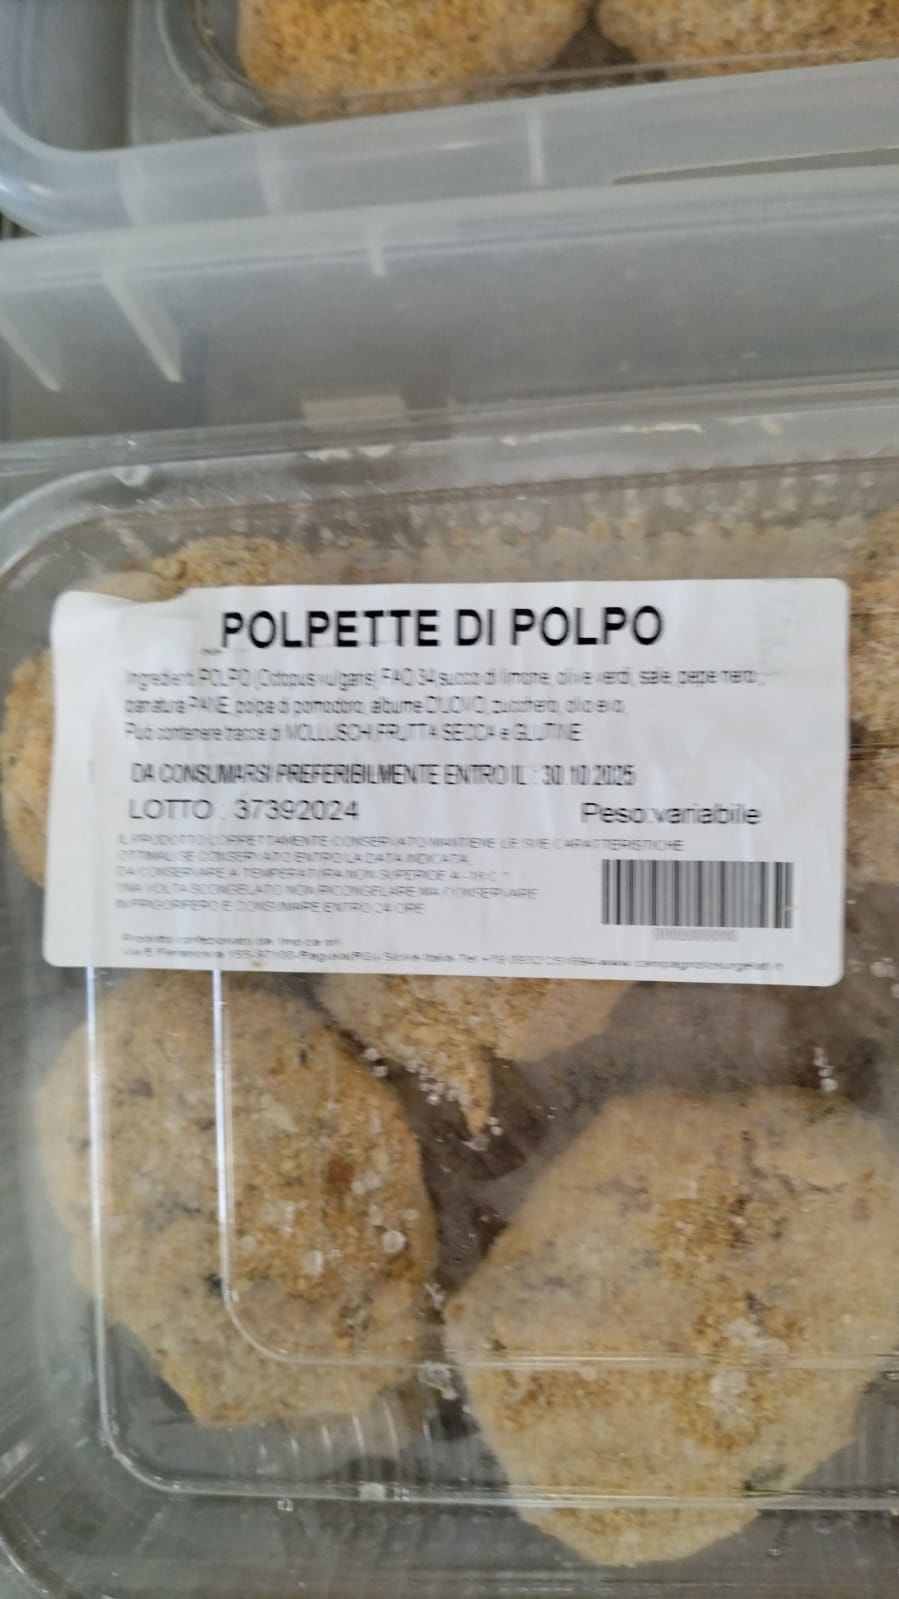 POLPETTE DI POLPO
Ingredienti: POLPO (Octopus vulgaris) FAO 34, succo di limone, olive verdi, sale, pepe nero,
panatura PANE, polpa di pomodoro, albume D'UOVO, zucchero, olio evo,
Può contenere tracce di MOLLUSCHI, FRUTTA SECCA e GLUTINE
DA CONSUMARSI PREFERIBILMENTE ENTRO IL : 30.10.2025
LOTTO : 37392024 Peso:variabile
IL PRODOTTO CORRETTAMENTE CONSERVATO MANTIENE LE SUE CARATTERISTICHE
OTTIMALI SE CONSERVATO ENTRO LA DATA INDICATA,
DA CONSERVARE A TEMPERATURA NON SUPERIORE A -18 C °
UNA VOLTA SCONGELATO NON RICONGELARE MA CONSERVARE
IN FRIGORIFERO E CONSUMARE ENTRO 24 ORE
Prodotto confezionato da srl
Sicilia-Italia- Tel